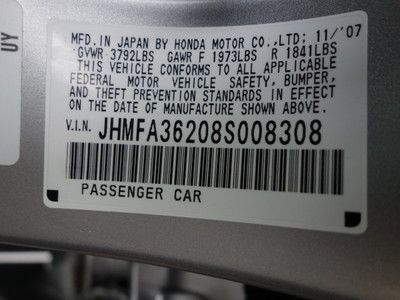 UY
MFD. IN JAPAN BY HONDA MOTOR CO.,LTD; 11/'07
GVWR 3792LBS GAWR F 1973LBS R 1841LBS
THIS VEHICLE CONFORMS TO ALL APPLICABLE
FEDERAL MOTOR VEHICLE SAFETY, BUMPER,
AND THEFT PREVENTION STANDARDS IN EFFECT
ON THE DATE OF MANUFACTURE SHOWN ABOVE.
V.I.N. JHMFA36208S008308
PASSENGER CAR